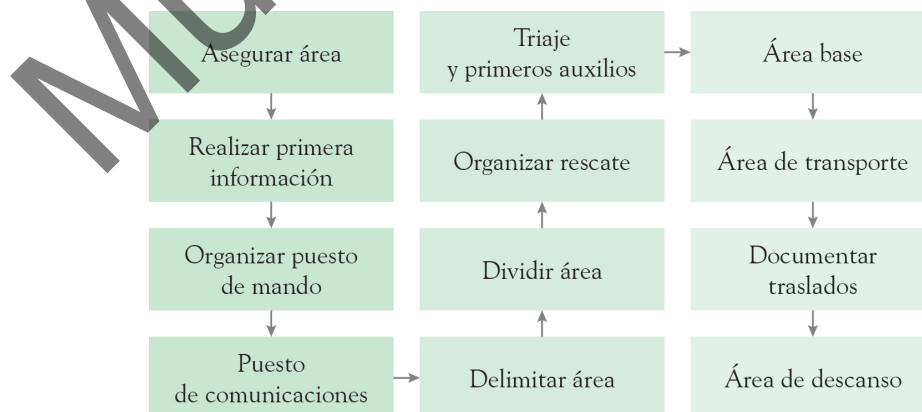 Asegurar área
Realizar primera
información
Organizar puesto
de mando
Puesto
de comunicaciones
Delimitar área
Dividir área
Organizar rescate
Triaje
y primeros auxilios
Área base
Área de transporte
Documentar
traslados
Área de descanso